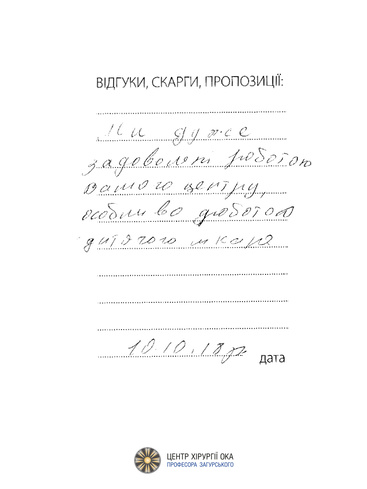 ВІДГУКИ, СКАРГИ, ПРОПОЗИЦІЇ:
Ми дуже
задоволені роботою
вашого центру,
особливо роботою
дитячого лікаря
10.10.18р
дата
ЦЕНТР ХІРУРГІЇ ОКА
ПРОФЕСОРА ЗАГУРСЬКОГО